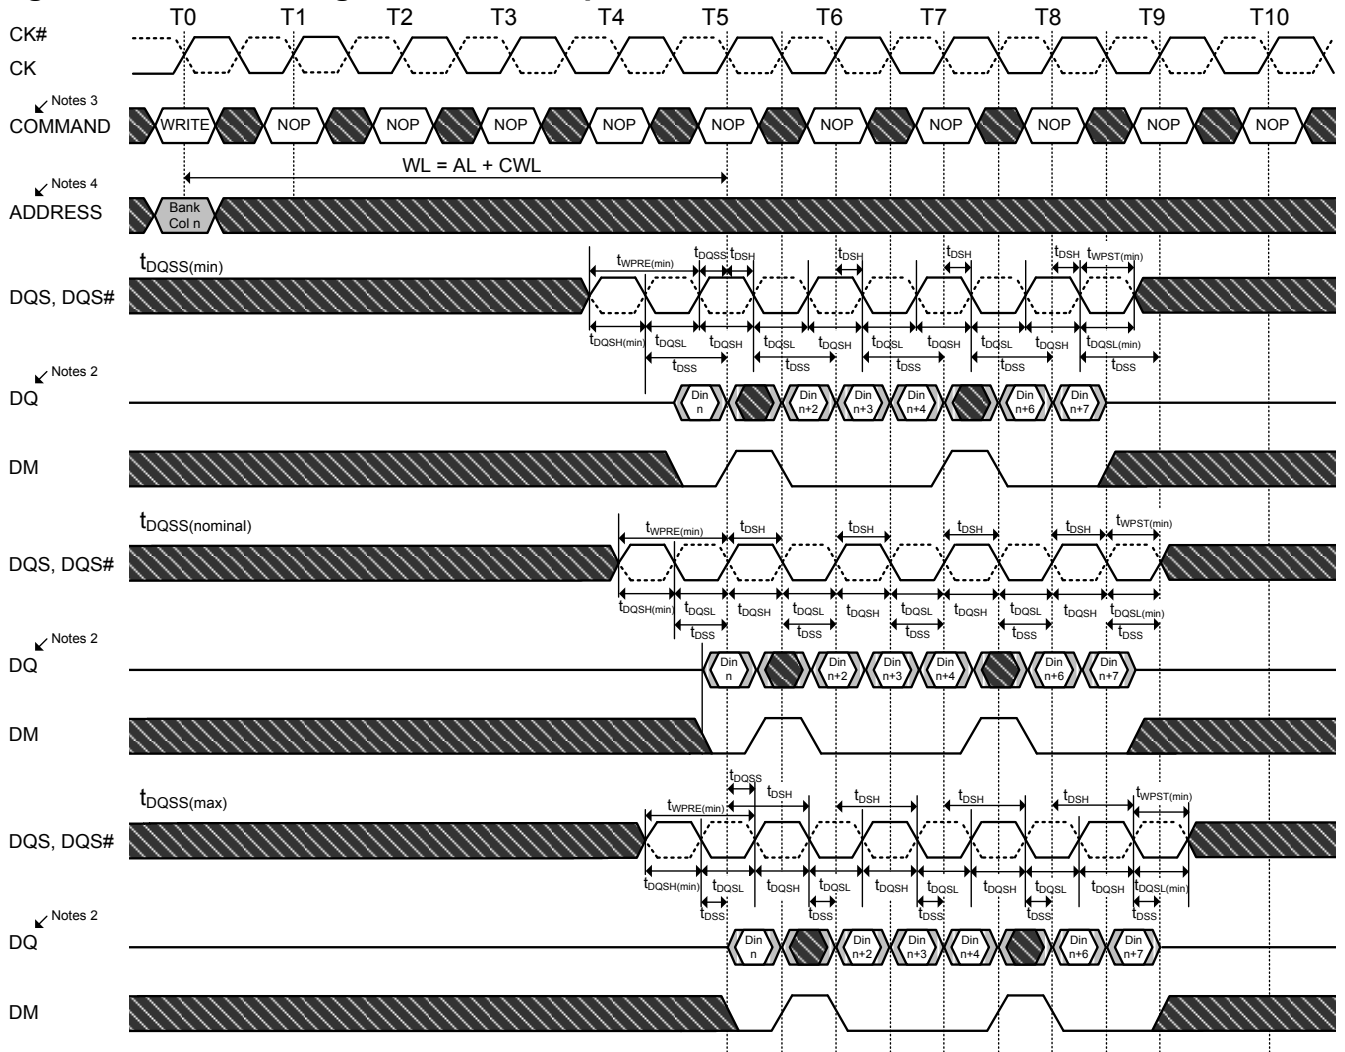 T0 T1 T2 T3 T4 T5 T6 T7 T8 T9 T10
CK#
CK
Notes 3
COMMAND WRITE NOP NOP NOP NOP NOP NOP NOP NOP NOP NOP
WL = AL + CWL
Notes 4
ADDRESS
Bank
Col n
tDQSS(min)
tWPRE(min) tDQSS tDSH tDSH tDSH tDSH tWPST(min)
DQS, DQS#
tDQSH(min) tDQSL tDQSH tDQSL tDQSH tDQSL tDQSH tDQSL tDQSH tDQSL(min)
tDSS tDSS tDSS tDSS tDSS
Notes 2
DQ
Din n Din n+2 Din n+3 Din n+4 Din n+6 Din n+7
DM
tDQSS(nominal)
tWPRE(min) tDSH tDSH tDSH tDSH tWPST(min)
DQS, DQS#
tDQSH(min) tDQSL tDQSH tDQSL tDQSH tDQSL tDQSH tDQSL tDQSH tDQSL(min)
tDSS tDSS tDSS tDSS tDSS
Notes 2
DQ
Din n Din n+2 Din n+3 Din n+4 Din n+6 Din n+7
DM
tDQSS(max)
tDQSS
tWPRE(min) tDSH tDSH tDSH tDSH tWPST(min)
DQS, DQS#
tDQSH(min) tDQSL tDQSH tDQSL tDQSH tDQSL tDQSH tDQSL tDQSH tDQSL(min)
tDSS tDSS tDSS tDSS tDSS
Notes 2
DQ
Din n Din n+2 Din n+3 Din n+4 Din n+6 Din n+7
DM